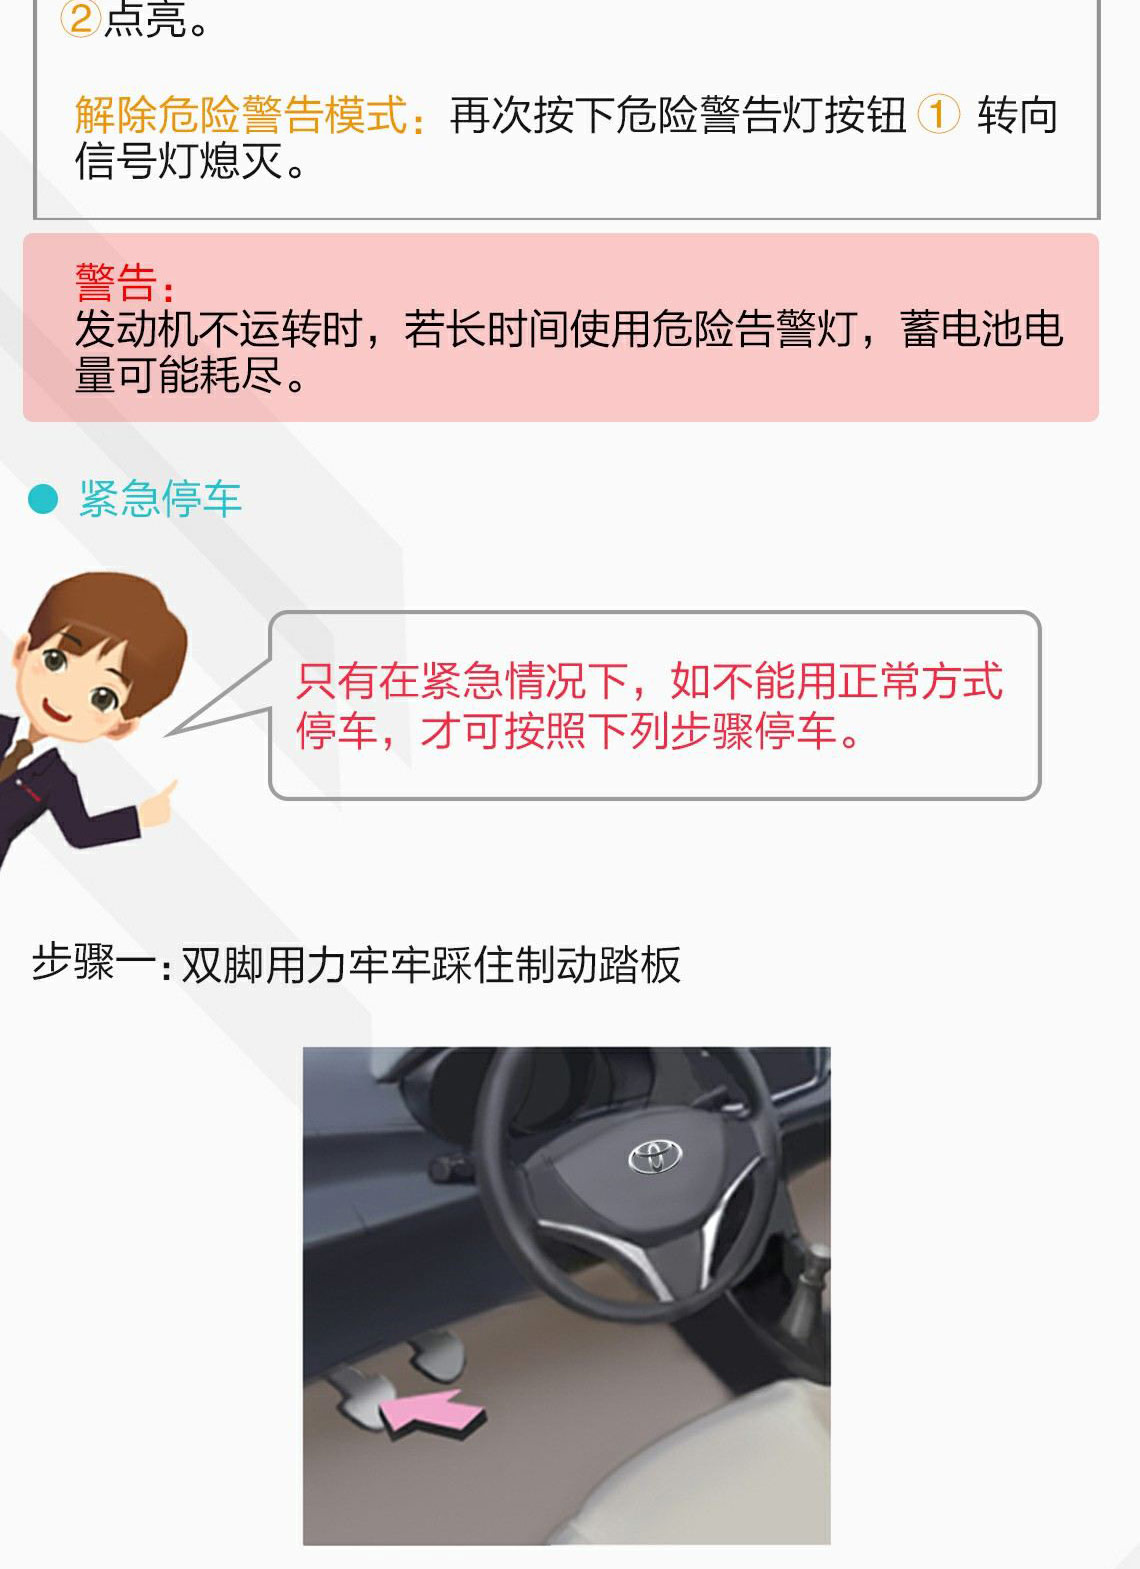 ②点亮。
解除危险警告模式：再次按下危险警告灯按钮 ① 转向
信号灯熄灭。
警告：
发动机不运转时，若长时间使用危险告警灯，蓄电池电
量可能耗尽。
紧急停车
只有在紧急情况下，如不能用正常方式
停车，才可按照下列步骤停车。
步骤一：双脚用力牢牢踩住制动踏板